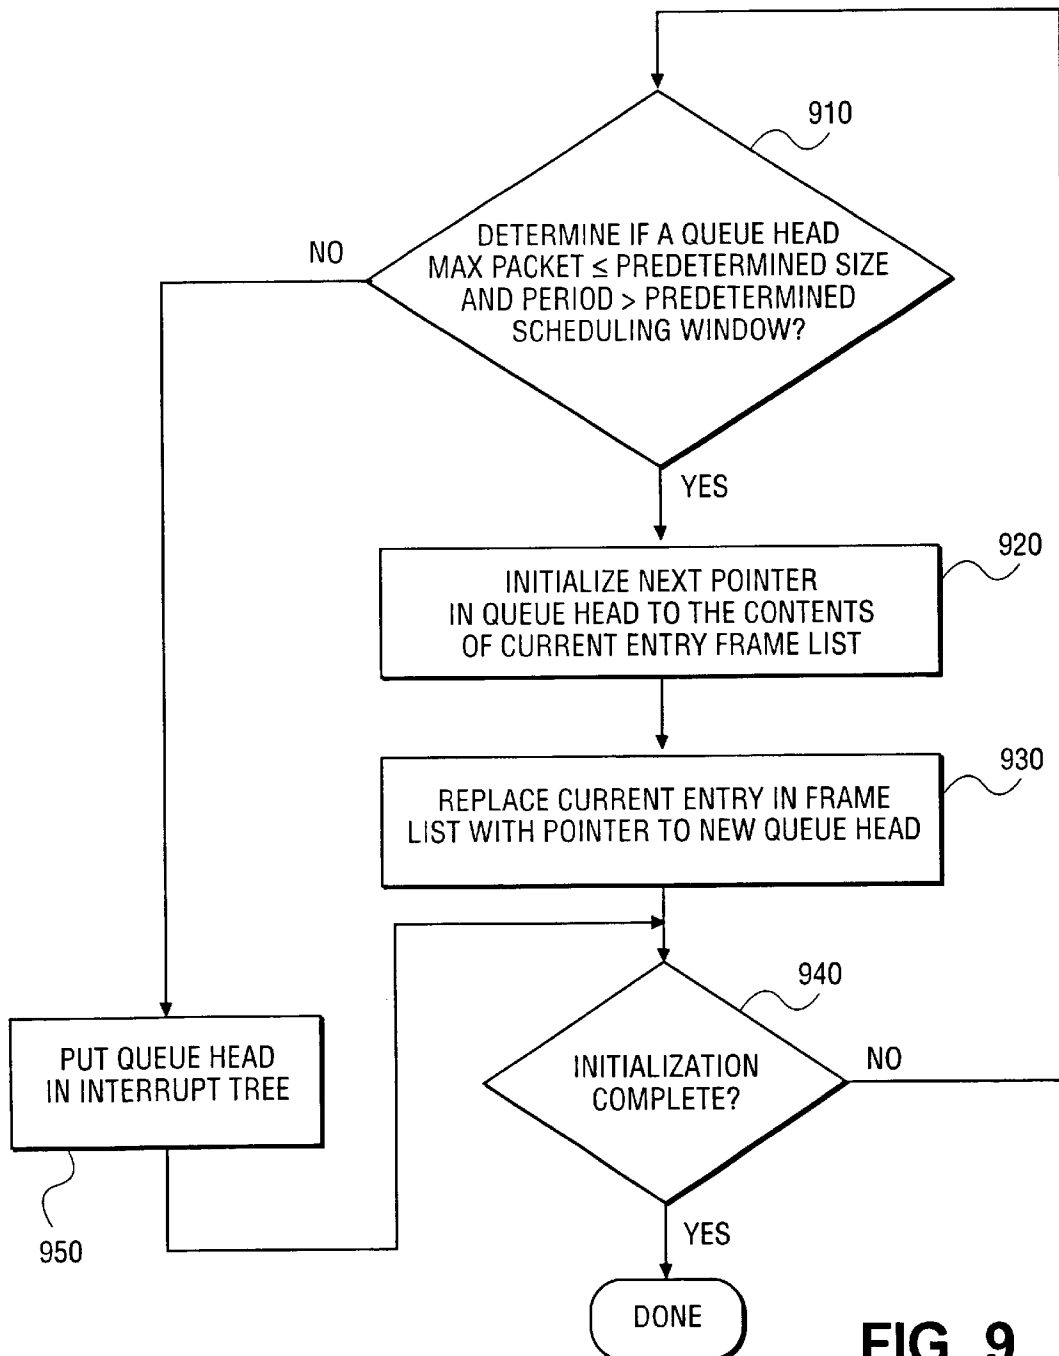 910
DETERMINE IF A QUEUE HEAD
MAX PACKET ≤ PREDETERMINED SIZE
AND PERIOD > PREDETERMINED
SCHEDULING WINDOW?
NO
YES
920
INITIALIZE NEXT POINTER
IN QUEUE HEAD TO THE CONTENTS
OF CURRENT ENTRY FRAME LIST
930
REPLACE CURRENT ENTRY IN FRAME
LIST WITH POINTER TO NEW QUEUE HEAD
940
INITIALIZATION
COMPLETE?
NO
PUT QUEUE HEAD
IN INTERRUPT TREE
950
YES
DONE
FIG. 9